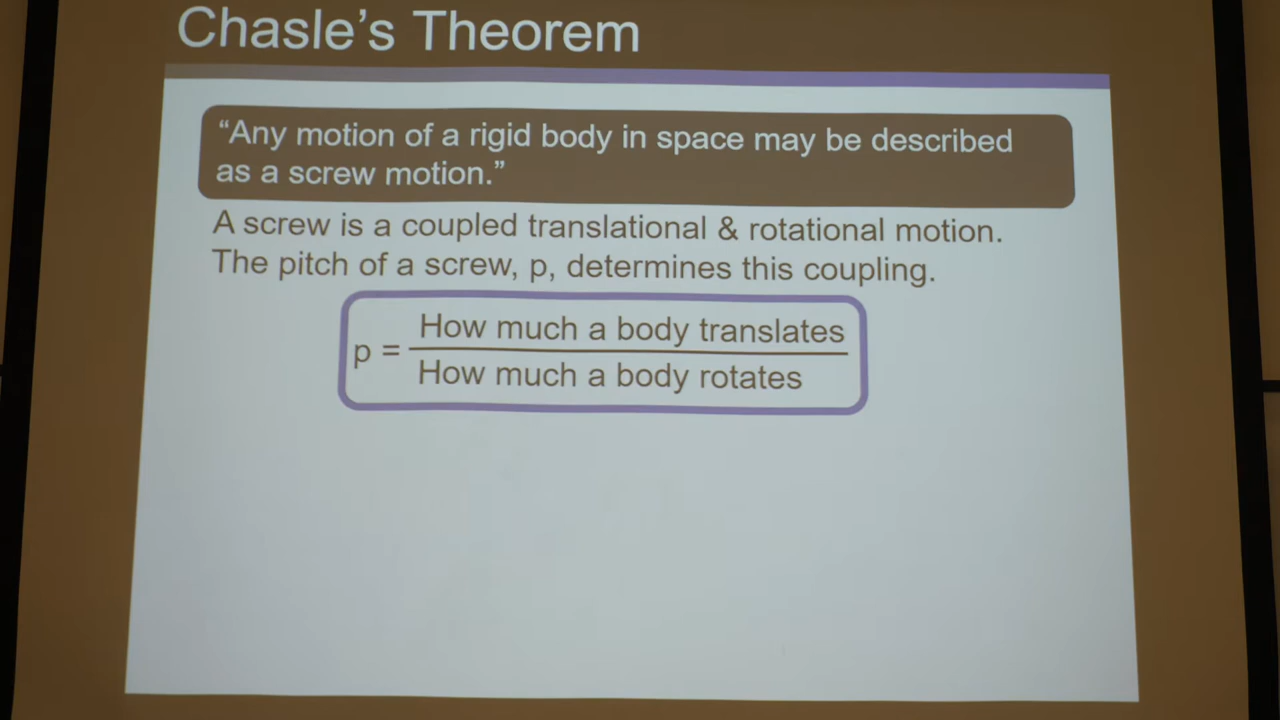 Chasle's Theorem
“Any motion of a rigid body in space may be described
as a screw motion.”
A screw is a coupled translational & rotational motion.
The pitch of a screw, p, determines this coupling.
p = How much a body translates
How much a body rotates